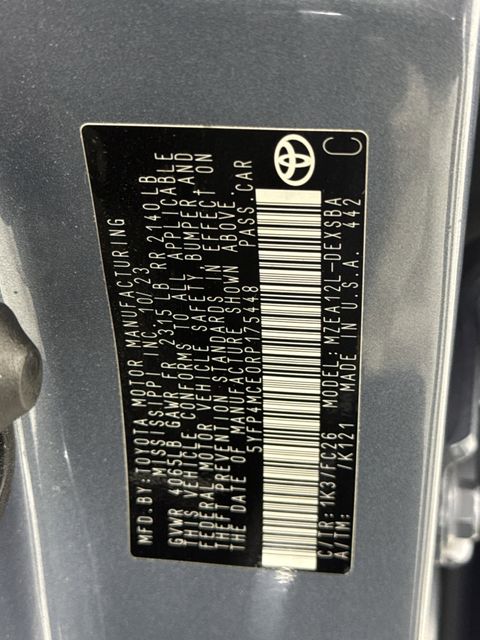 MFD.BY:TOYOTA MOTOR MANUFACTURING
MISSISSIPPI INC. 10/23
GVWR 4065LB GAWR FR 2315 LB RR 2140 LB
THIS VEHICLE CONFORMS TO ALL APPLICABLE
FEDERAL MOTOR VEHICLE SAFETY, BUMPER AND
THEFT PREVENTION STANDARDS IN EFFECT ON
THE DATE OF MANUFACTURE SHOWN ABOVE.
5YFP4MCE0RP175448 PASS.CAR
C/TR:1K3/FC26 MODEL:MZEA12L-DEXSBA
A/TM: /K121 MADE IN U.S.A. 442
C